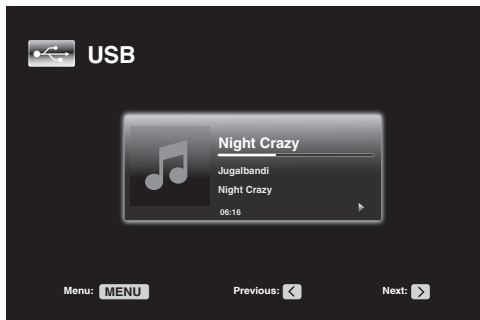 USB
Night Crazy
Jugalbandi
Night Crazy
06:16
Menu: MENU Previous: < Next: >